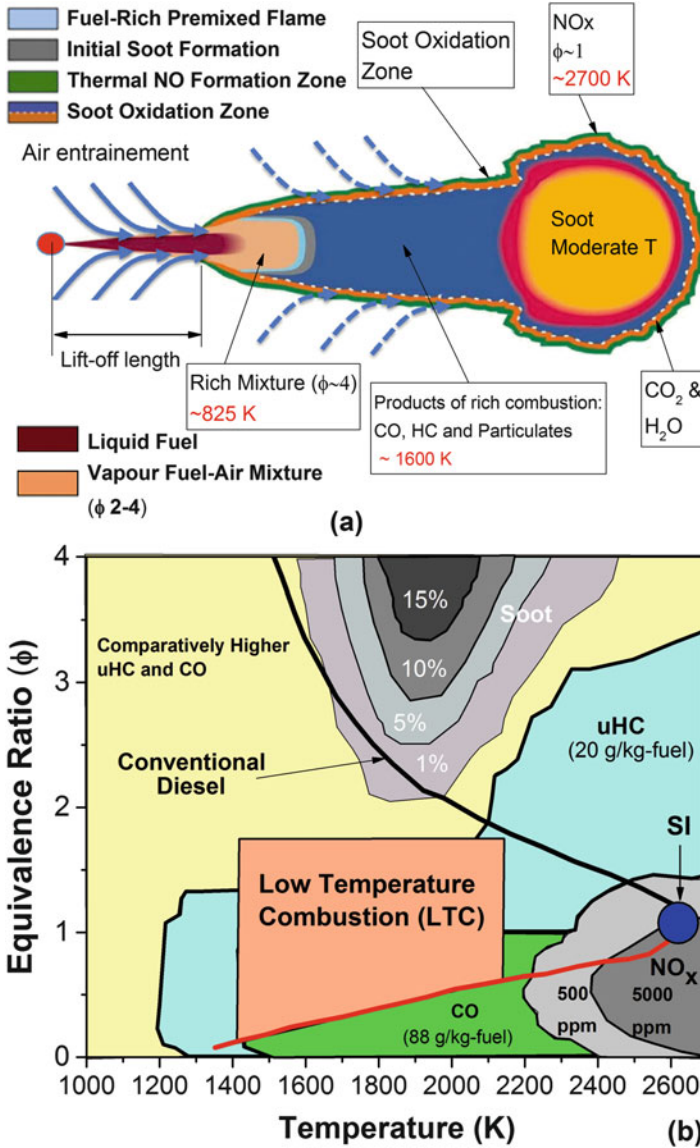 Fuel-Rich Premixed Flame
Initial Soot Formation
Thermal NO Formation Zone
Soot Oxidation Zone
Soot Oxidation
Zone
NOx
ϕ~1
~2700 K
Air entrainement
Soot
Moderate T
Lift-off length
Rich Mixture (ϕ~4)
~825 K
Products of rich combustion:
CO, HC and Particulates
~ 1600 K
CO₂ &
H₂O
Liquid Fuel
Vapour Fuel-Air Mixture
(ϕ 2-4)
(a)
Equivalence Ratio (ϕ)
4
3
2
1
0
15%
10%
5%
1%
Soot
Comparatively Higher
uHC and CO
Conventional
Diesel
uHC
(20 g/kg-fuel)
SI
Low Temperature
Combustion (LTC)
CO
(88 g/kg-fuel)
NOx
500
ppm
5000
ppm
1000 1200 1400 1600 1800 2000 2200 2400 2600
Temperature (K)
(b)